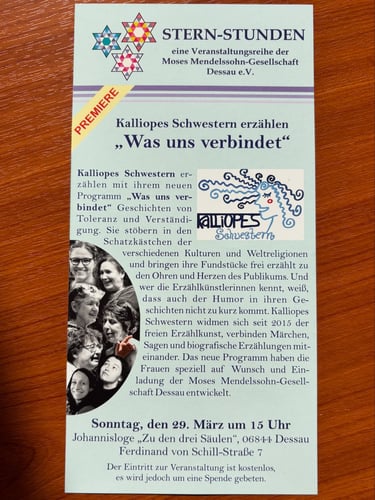 STERN-STUNDEN
eine Veranstaltungsreihe der
Moses Mendelssohn-Gesellschaft
Dessau e.V.
PREMIERE
Kalliopes Schwestern erzählen
„Was uns verbindet“
Kalliopes Schwestern er-
zählen mit ihrem neuen
Programm „Was uns ver-
bindet“ Geschichten von
Toleranz und Verständi-
gung. Sie stöbern in den
Schatzkästchen der
verschiedenen Kulturen und Weltreligionen
und bringen ihre Fundstücke frei erzählt zu
den Ohren und Herzen des Publikums. Und
wer die Erzählkünstlerinnen kennt, weiß,
dass auch der Humor in ihren Ge-
schichten nicht zu kurz kommt. Kalliopes
Schwestern widmen sich seit 2015 der
freien Erzählkunst, verbinden Märchen,
Sagen und biografische Erzählungen mit-
einander. Das neue Programm haben die
Frauen speziell auf Wunsch und Ein-
ladung der Moses Mendelssohn-Gesell-
schaft Dessau entwickelt.
KALLIOPES
Schwestern
Sonntag, den 29. März um 15 Uhr
Johannisloge „Zu den drei Säulen“, 06844 Dessau
Ferdinand von Schill-Straße 7
Der Eintritt zur Veranstaltung ist kostenlos,
es wird jedoch um eine Spende gebeten.